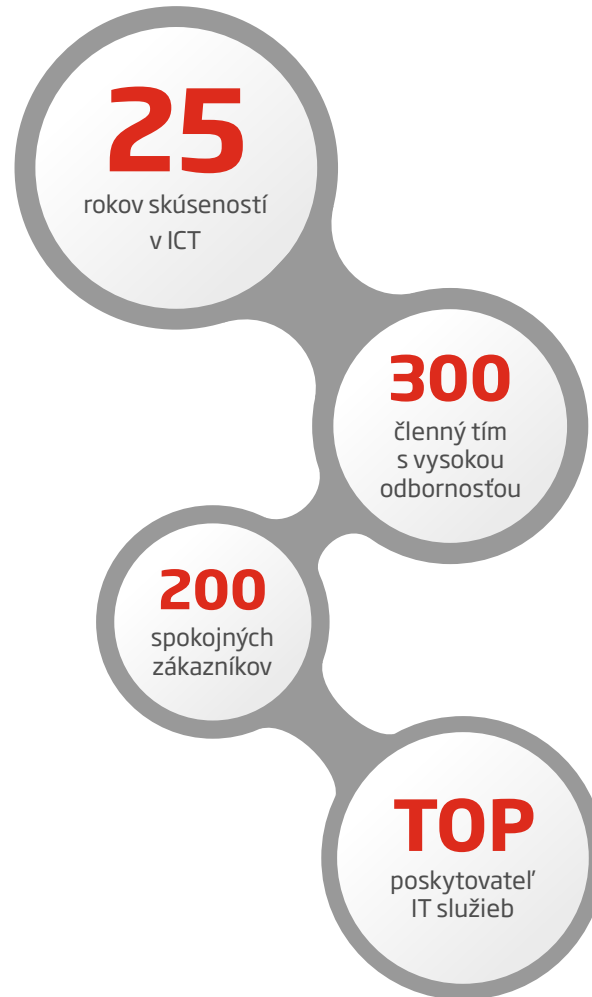 25
rokov skúseností
v ICT
300
členný tím
s vysokou
odbornosťou
200
spokojných
zákazníkov
TOP
poskytovateľ
IT služieb